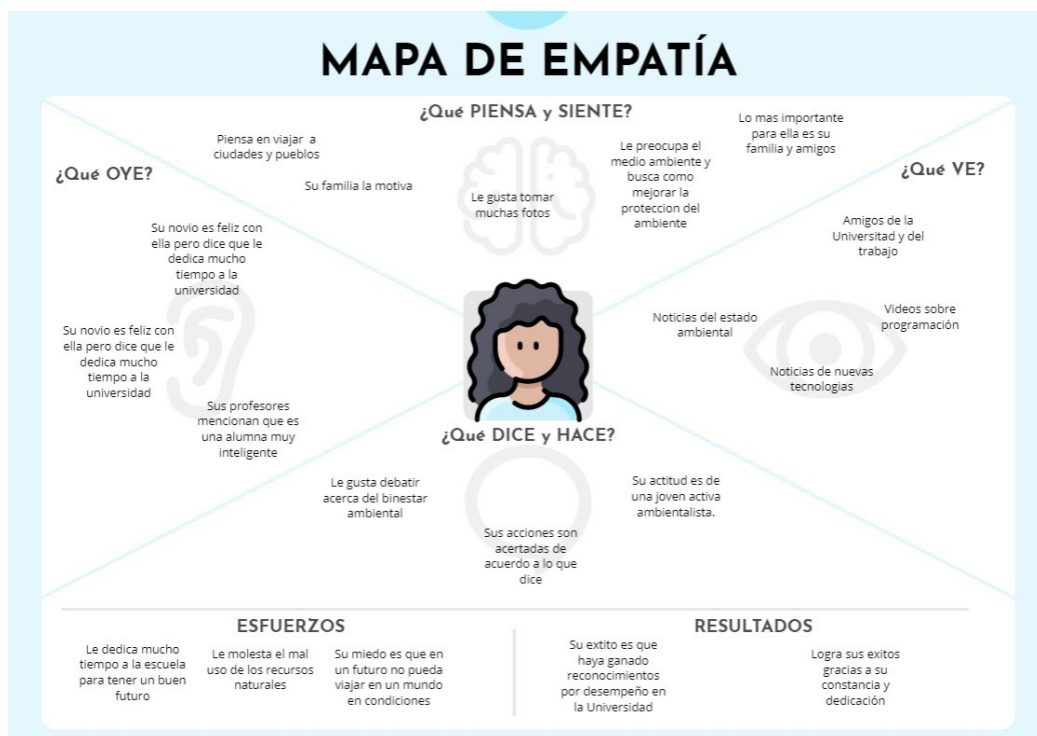 MAPA DE EMPATÍA
¿Qué PIENSA y SIENTE?
Piensa en viajar a
ciudades y pueblos
Su familia la motiva
Le gusta tomar
muchas fotos
Le preocupa el
medio ambiente y
busca como
mejorar la
proteccion del
ambiente
Lo mas importante
para ella es su
familia y amigos
¿Qué OYE?
Su novio es feliz con
ella pero dice que le
dedica mucho
tiempo a la
universidad
Su novio es feliz con
ella pero dice que le
dedica mucho
tiempo a la
universidad
Sus profesores
mencionan que es
una alumna muy
inteligente
¿Qué VE?
Amigos de la
Universitad y del
trabajo
Noticias del estado
ambiental
Videos sobre
programación
Noticias de nuevas
tecnologias
¿Qué DICE y HACE?
Le gusta debatir
acerca del binestar
ambiental
Sus acciones son
acertadas de
acuerdo a lo que
dice
Su actitud es de
una joven activa
ambientalista.
ESFUERZOS
Le dedica mucho
tiempo a la escuela
para tener un buen
futuro
Le molesta el mal
uso de los recursos
naturales
Su miedo es que en
un futuro no pueda
viajar en un mundo
en condiciones
RESULTADOS
Su extito es que
haya ganado
reconocimientos
por desempeño en
la Universidad
Logra sus exitos
gracias a su
constancia y
dedicación